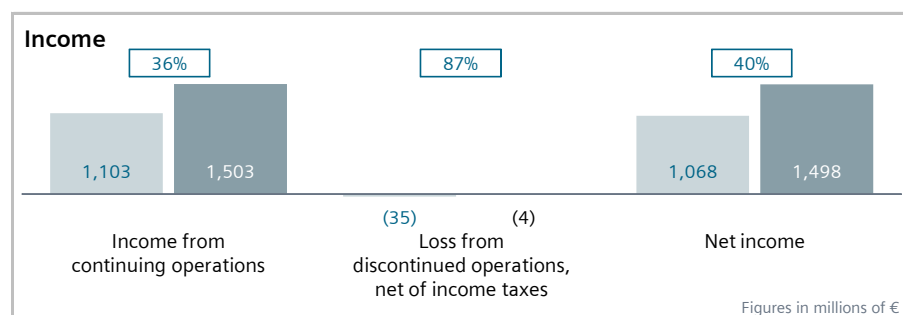 Income
36%
87%
40%
1,103
1,503
1,068
1,498
(35)
(4)
Income from
continuing operations
Loss from
discontinued operations,
net of income taxes
Net income
Figures in millions of €